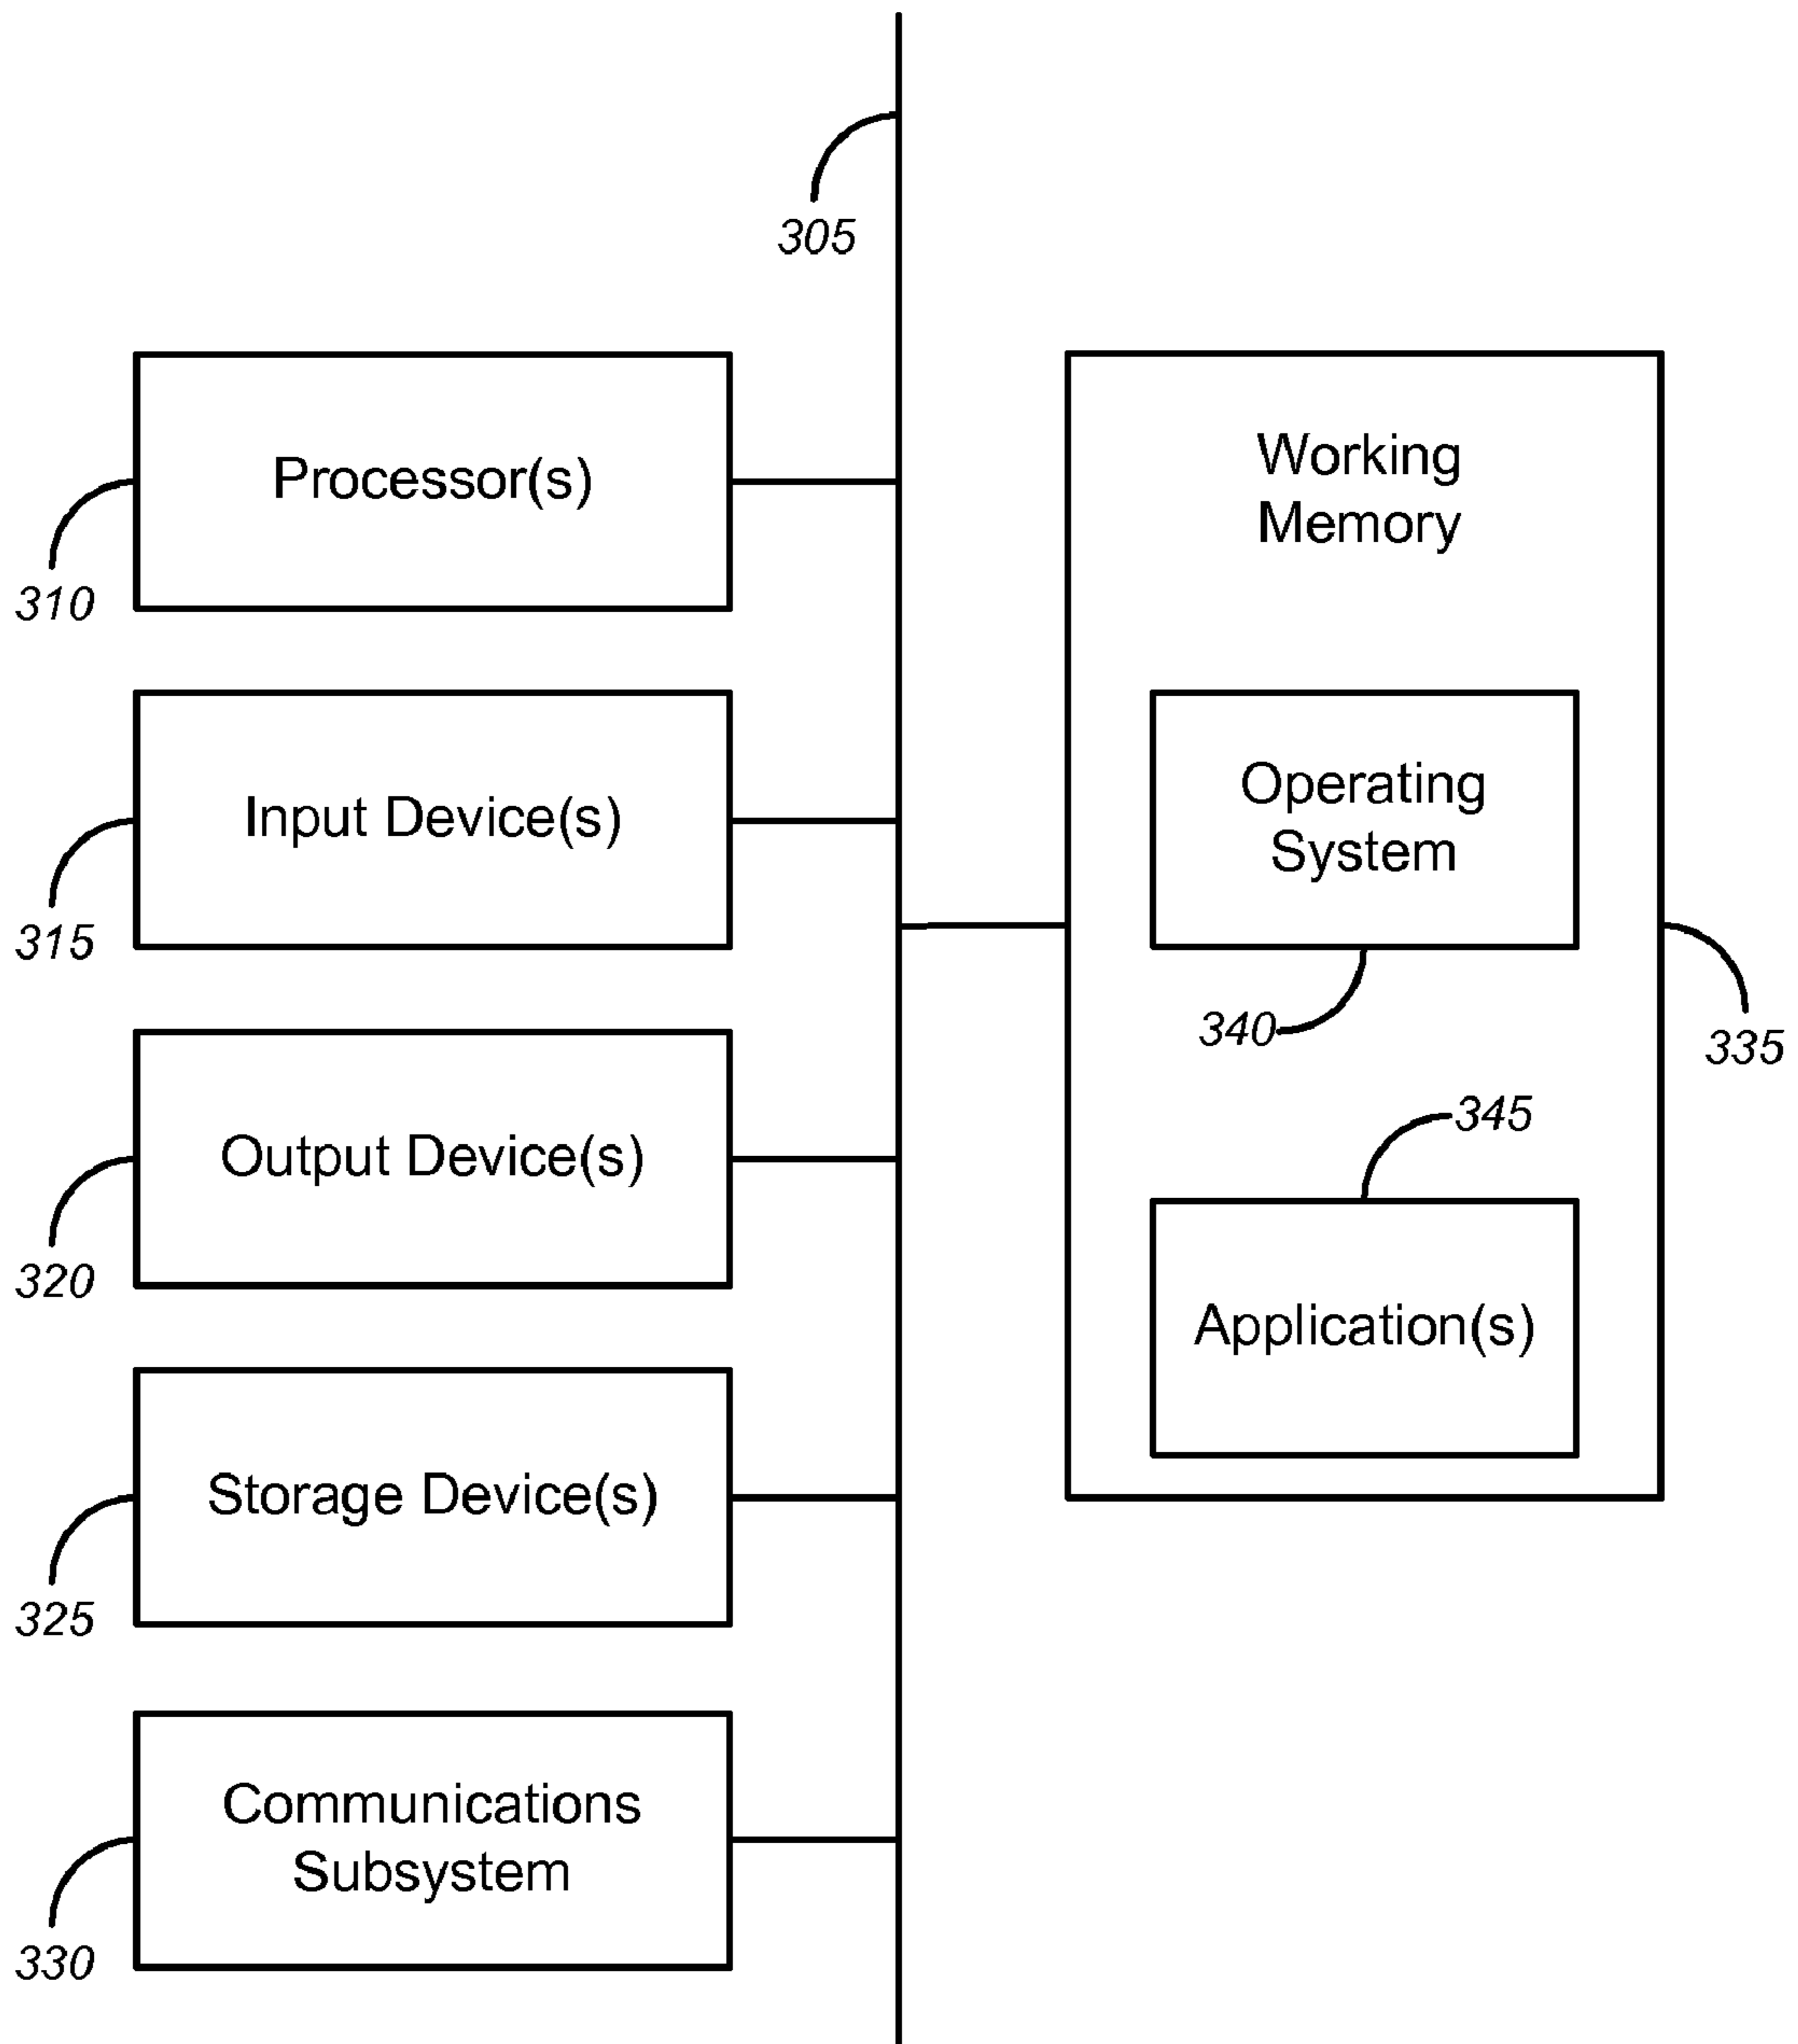 305
Processor(s)
310
Input Device(s)
315
Output Device(s)
320
Storage Device(s)
325
Communications
Subsystem
330
Working
Memory
Operating
System
340
335
345
Application(s)